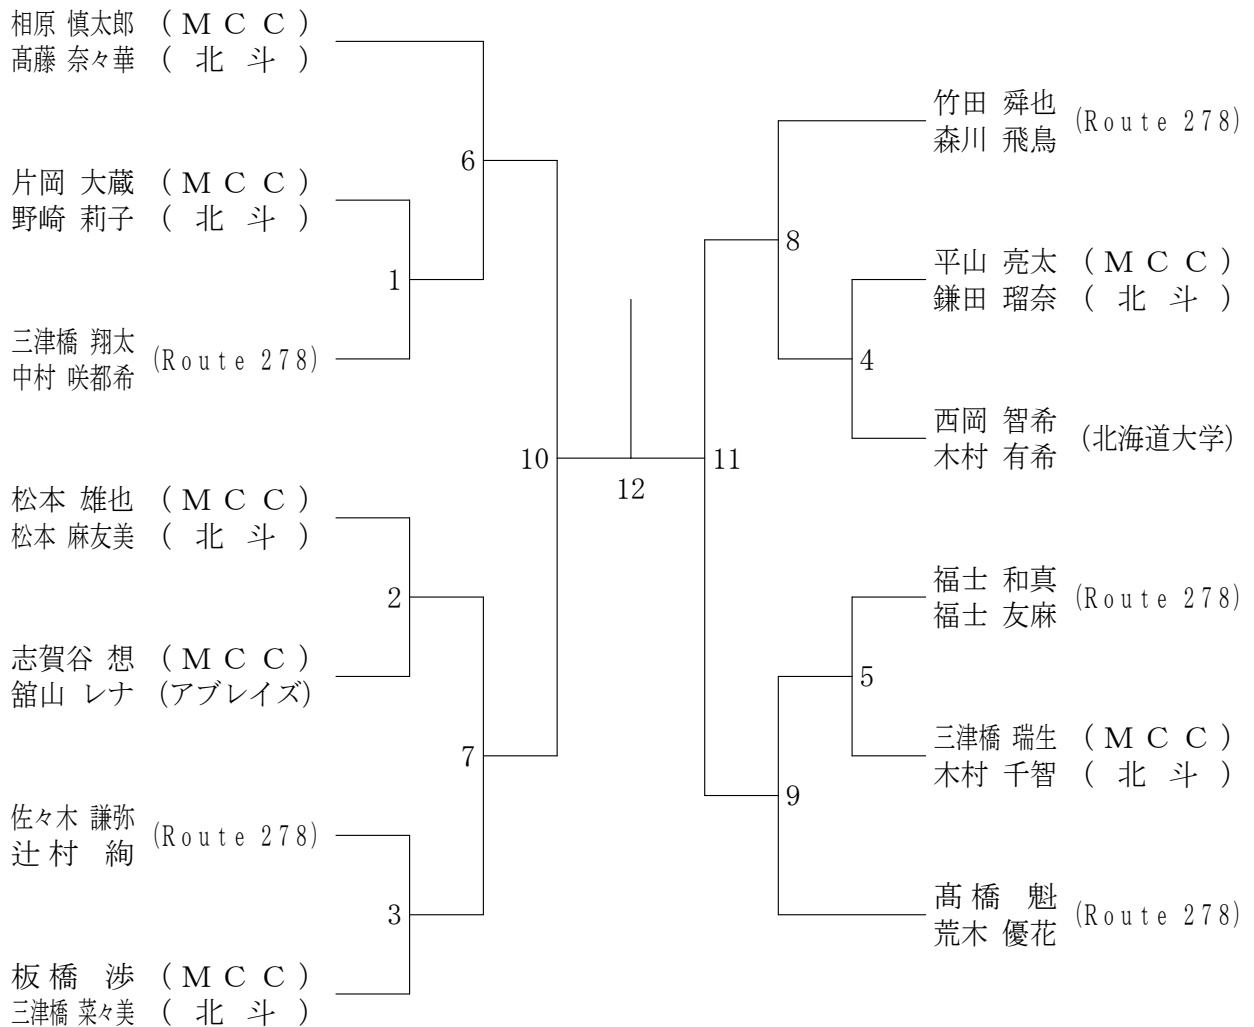 相原 慎太郎 (MCC)
髙藤 奈々華 (北斗)
6
片岡 大蔵 (MCC)
野崎 莉子 (北斗)
1
三津橋 翔太
中村 咲都希 (Route 278)
10
松本 雄也 (MCC)
松本 麻友美 (北斗)
2
志賀谷 想 (MCC)
舘山 レナ (アブレイズ)
7
佐々木 謙弥
辻村 絢 (Route 278)
3
板橋 渉 (MCC)
三津橋 菜々美 (北斗)
12
竹田 舜也
森川 飛鳥 (Route 278)
8
平山 亮太 (MCC)
鎌田 瑠奈 (北斗)
4
西岡 智希
木村 有希 (北海道大学)
11
福士 和真
福士 友麻 (Route 278)
5
三津橋 瑞生 (MCC)
木村 千智 (北斗)
9
髙橋 魁
荒木 優花 (Route 278)